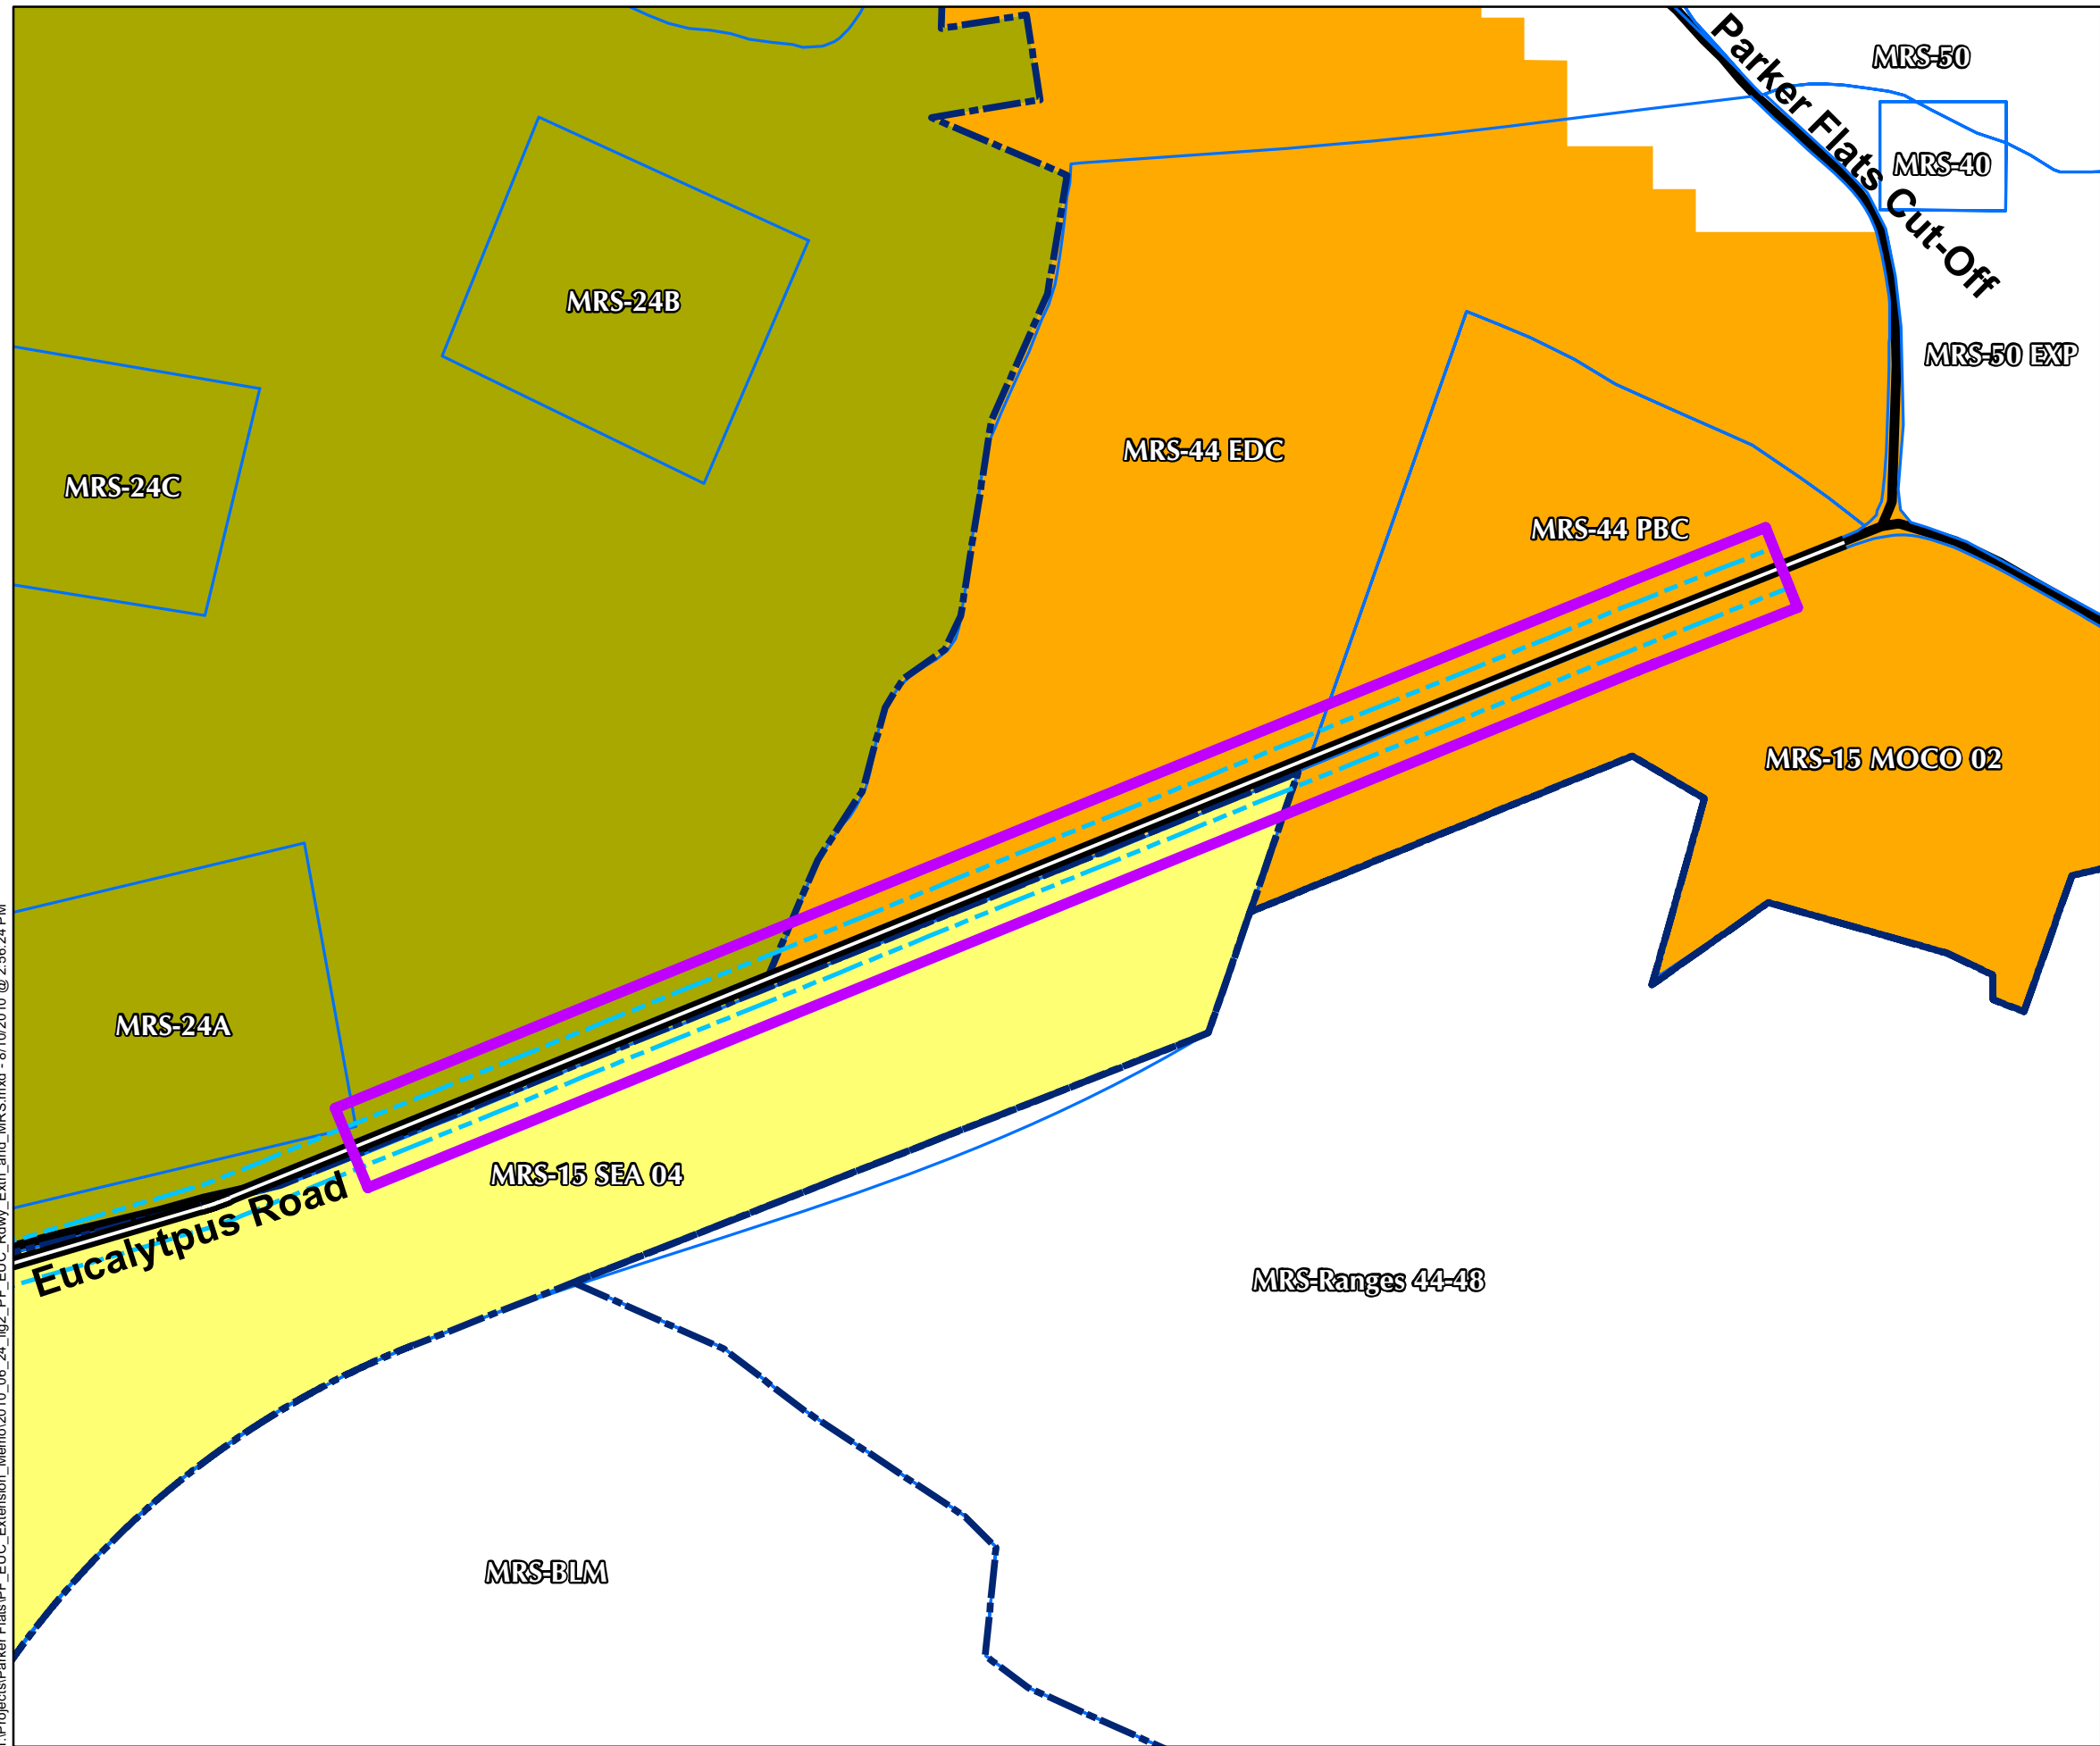 Parker Flats Cut-Off
MRS-50
MRS-40
MRS-24B
MRS-50 EXP
MRS-44 EDC
MRS-24C
MRS-44 PBC
MRS-15 MOCO 02
MRS-24A
MRS-15 SEA 04
Eucalytpus Road
MRS-Ranges 44-48
MRS-BLM